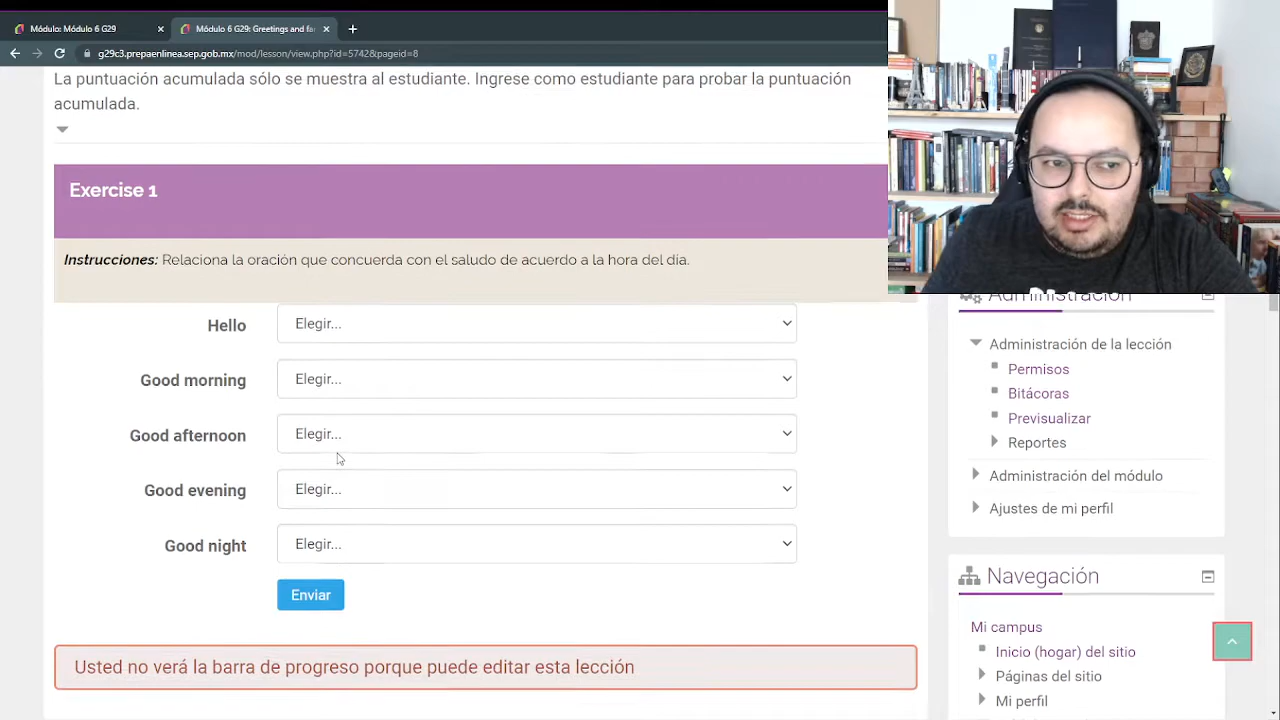 Módulo: Módulo 6 G29
Módulo 6 G29: Greetings and fa
g29c3.prepaenlinea.sep.gob.mx/mod/lesson/view.php?id=5742&pageid=8
La puntuación acumulada sólo se muestra al estudiante. Ingrese como estudiante para probar la puntuación
acumulada.
Exercise 1
Instrucciones: Relaciona la oración que concuerda con el saludo de acuerdo a la hora del día.
Hello Elegir...
Good morning Elegir...
Good afternoon Elegir...
Good evening Elegir...
Good night Elegir...
Enviar
Usted no verá la barra de progreso porque puede editar esta lección
Administración
Administración de la lección
Permisos
Bitácoras
Previsualizar
Reportes
Administración del módulo
Ajustes de mi perfil
Navegación
Mi campus
Inicio (hogar) del sitio
Páginas del sitio
Mi perfil